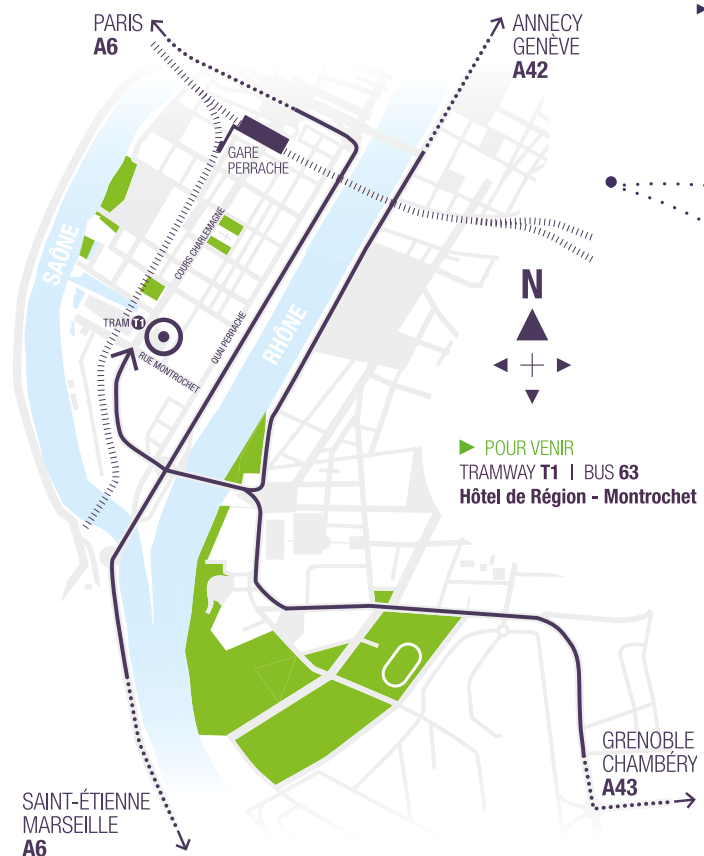 PARIS
A6
ANNECY
GENÈVE
A42
GARE
PERRACHE
SAÔNE
COURS CHARLEMAGNE
TRAM T1
RUE MONTROCHET
QUAI PERRACHE
RHÔNE
N
POUR VENIR
TRAMWAY T1 | BUS 63
Hôtel de Région - Montrochet
GRENOBLE
CHAMBÉRY
A43
SAINT-ÉTIENNE
MARSEILLE
A6